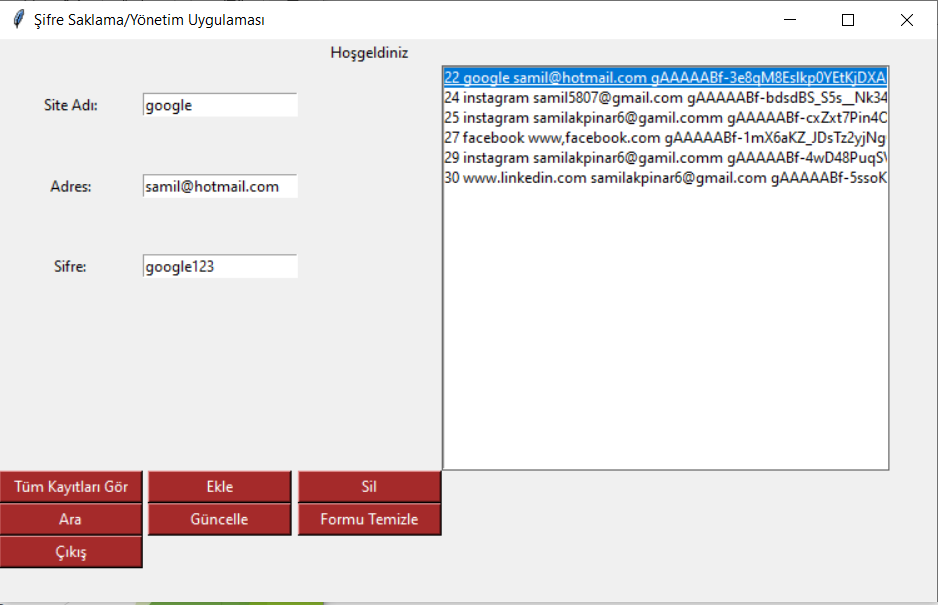 Şifre Saklama/Yönetim Uygulaması
Hoşgeldiniz
Site Adı: google
Adres: samil@hotmail.com
Sifre: google123
22 google samil@hotmail.com gAAAAABf-3e8qM8Eslkp0YEtKjDXA
24 instagram samil5807@gmail.com gAAAAABf-bdsdBS_S5s__Nk34
25 instagram samilakpinar6@gamil.comm gAAAAABf-cxZxt7Pin4C
27 facebook www,facebook.com gAAAAABf-1mX6aKZ_JDsTz2yjNg
29 instagram samilakpinar6@gamil.comm gAAAAABf-4wD48PuqS
30 www.linkedin.com samilakpinar6@gmail.com gAAAAABf-5ssoK
Tüm Kayıtları Gör Ekle Sil
Ara Güncelle Formu Temizle
Çıkış